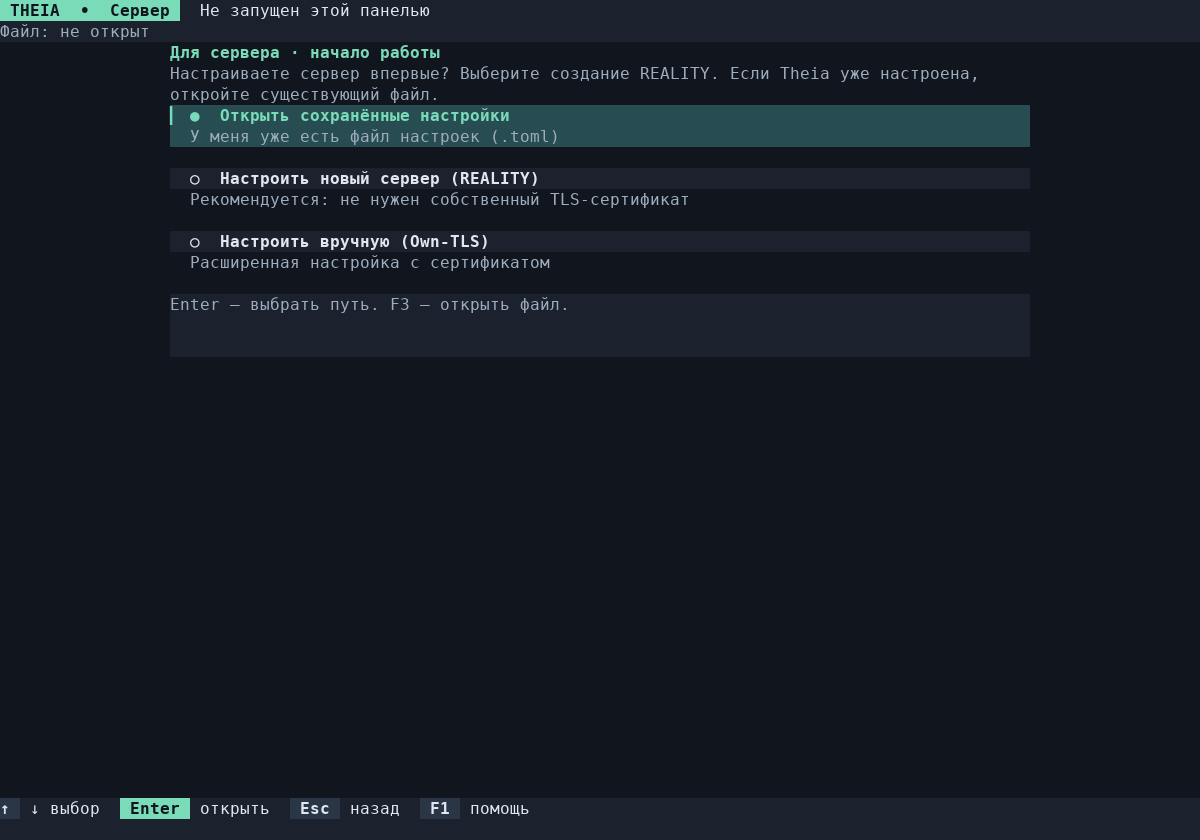 THEIA • Сервер Не запущен этой панелью
Файл: не открыт
Для сервера · начало работы
Настраиваете сервер впервые? Выберите создание REALITY. Если Theia уже настроена,
откройте существующий файл.
● Открыть сохранённые настройки
У меня уже есть файл настроек (.toml)
○ Настроить новый сервер (REALITY)
Рекомендуется: не нужен собственный TLS-сертификат
○ Настроить вручную (Own-TLS)
Расширенная настройка с сертификатом
Enter — выбрать путь. F3 — открыть файл.
↑ ↓ выбор Enter открыть Esc назад F1 помощь